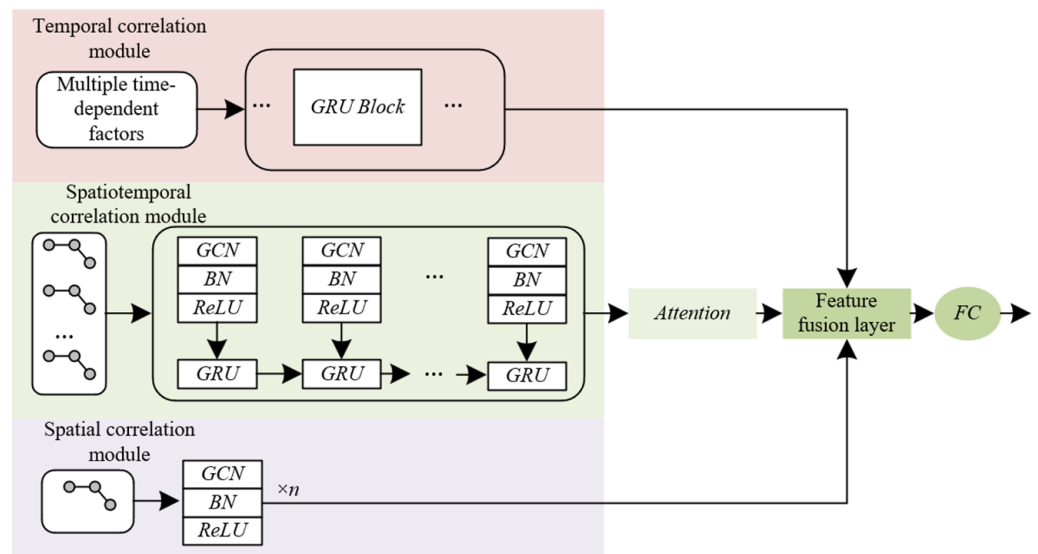 Temporal correlation
module
Multiple time-
dependent
factors
...
GRU Block
...
Spatiotemporal
correlation module
...
GCN
BN
ReLU
GRU
GCN
BN
ReLU
GRU
...
...
GCN
BN
ReLU
GRU
Attention
Feature
fusion layer
FC
Spatial correlation
module
GCN
BN
ReLU
×n